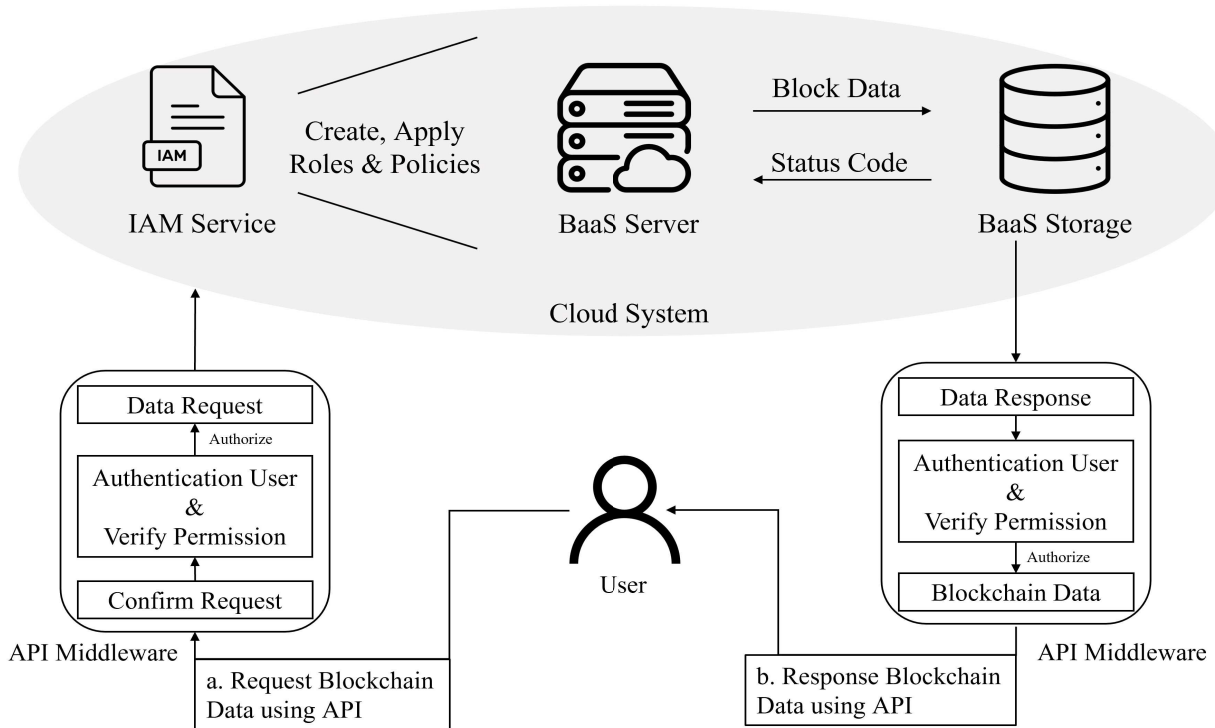 IAM
Create, Apply
Roles & Policies
Block Data
Status Code
IAM Service
BaaS Server
BaaS Storage
Cloud System
Data Request
Authorize
Authentication User
&
Verify Permission
Confirm Request
API Middleware
a. Request Blockchain
Data using API
User
Data Response
Authentication User
&
Verify Permission
Authorize
Blockchain Data
API Middleware
b. Response Blockchain
Data using API